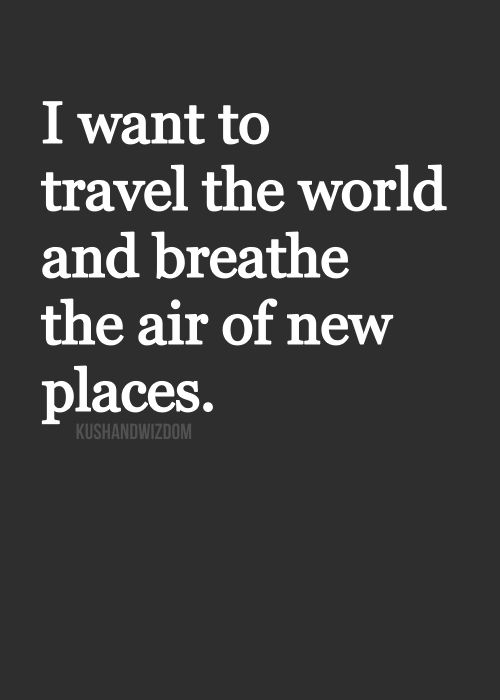 I want to
travel the world
and breathe
the air of new
places.
KUSHANDWIZDOM